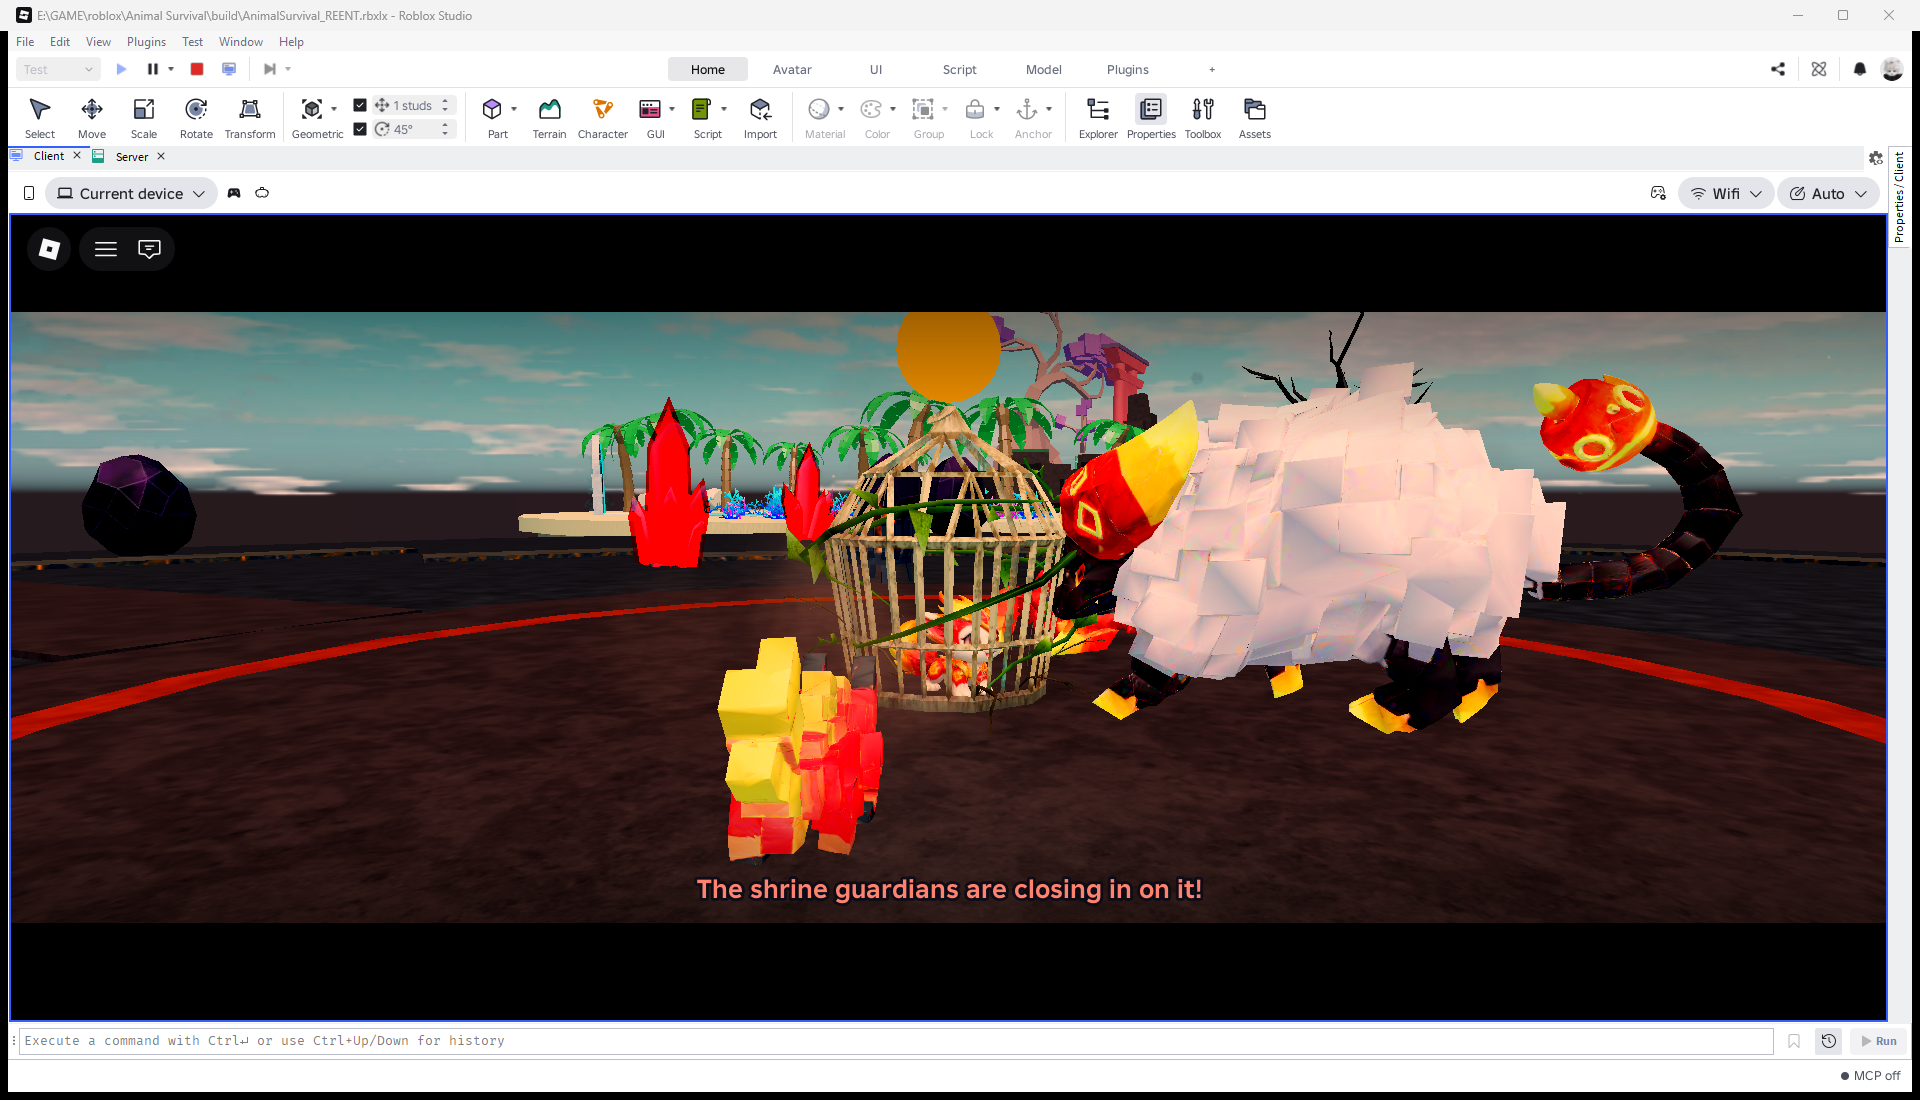 E:\GAME\roblox\Animal Survival\build\AnimalSurvival_REENT.rbxlx - Roblox Studio
File Edit View Plugins Test Window Help
Test
Home Avatar UI Script Model Plugins +
1 studs
45°
Select Move Scale Rotate Transform Geometric Part Terrain Character GUI Script Import Material Color Group Lock Anchor Explorer Properties Toolbox Assets
Client Server
Properties / Client
Current device
Wifi
Auto
The shrine guardians are closing in on it!
Execute a command with Ctrl↵ or use Ctrl+Up/Down for history
Run
MCP off